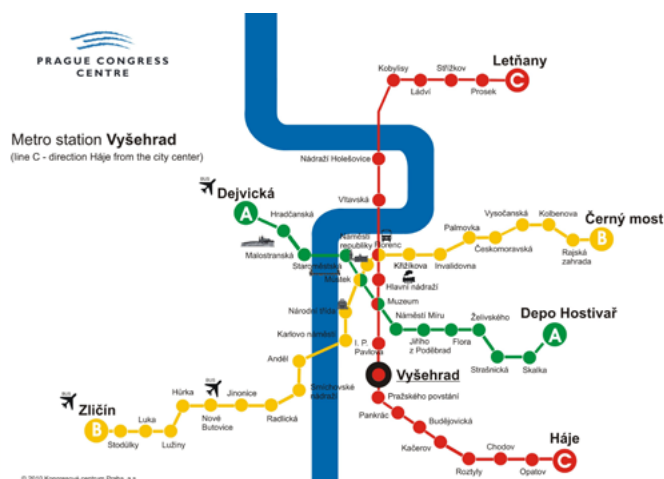 PRAGUE CONGRESS
CENTRE
Metro station Vyšehrad
(line C - direction Háje from the city center)
Letňany
C
Kobylisy
Střížkov
Ládví
Prosek
Nádraží Holešovice
Vltavská
BUS
Dejvická
A
Hradčanská
Malostranská
Staroměstská
Náměstí
republiky
Florenc
Můstek
Křižíkova
Invalidovna
Palmovka
Českomoravská
Vysočanská
Kolbenova
Rajská
zahrada
Černý most
B
Hlavní nádraží
Muzeum
Národní třída
Karlovo náměstí
I. P.
Pavlova
Náměstí Míru
Jiřího
z Poděbrad
Flora
Želivského
Strašnická
Skalka
Depo Hostivař
A
Anděl
Smíchovské
nádraží
Radlická
Jinonice
BUS
Nové
Butovice
Hůrka
Lužiny
Luka
Stodůlky
BUS
Zličín
B
Vyšehrad
Pražského povstání
Pankrác
Budějovická
Kačerov
Roztyly
Chodov
Opatov
Háje
C